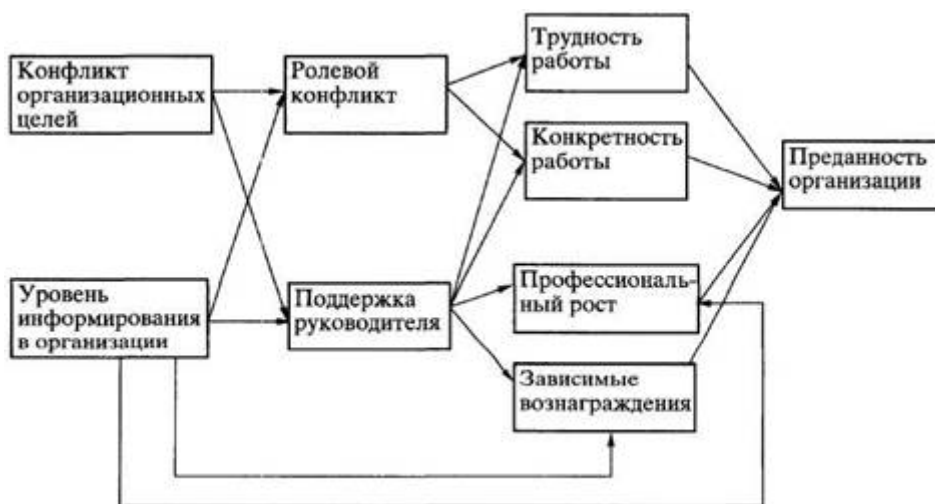 Конфликт
организационных
целей
Ролевой
конфликт
Трудность
работы
Конкретность
работы
Преданность
организации
Уровень
информирования
в организации
Поддержка
руководителя
Профессиональ-
ный рост
Зависимые
вознаграждения